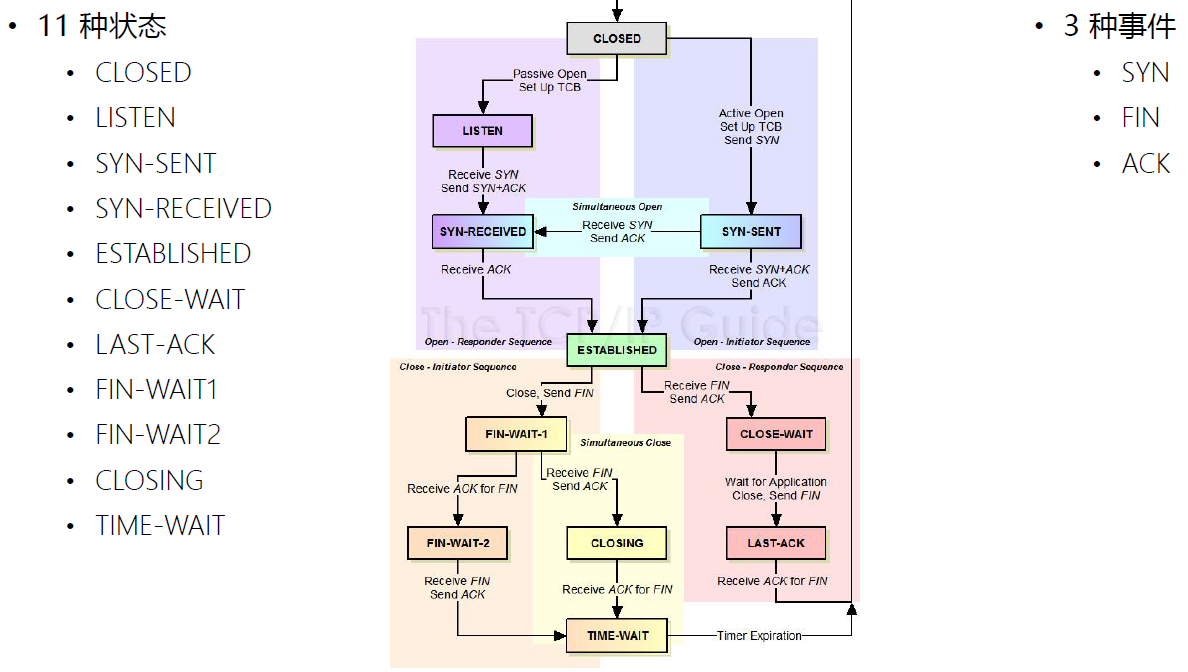 • 11 种状态
• CLOSED
• LISTEN
• SYN-SENT
• SYN-RECEIVED
• ESTABLISHED
• CLOSE-WAIT
• LAST-ACK
• FIN-WAIT1
• FIN-WAIT2
• CLOSING
• TIME-WAIT
CLOSED
Passive Open
Set Up TCB
LISTEN
Active Open
Set Up TCB
Send SYN
Receive SYN
Send SYN+ACK
Simultaneous Open
SYN-RECEIVED
Receive SYN
Send ACK
SYN-SENT
Receive ACK
Receive SYN+ACK
Send ACK
The TCP/IP Guide
Open - Responder Sequence
ESTABLISHED
Open - Initiator Sequence
Close - Initiator Sequence
Close - Responder Sequence
Close, Send FIN
Receive FIN
Send ACK
FIN-WAIT-1
CLOSE-WAIT
Simultaneous Close
Receive ACK for FIN
Receive FIN
Send ACK
Wait for Application
Close, Send FIN
FIN-WAIT-2
CLOSING
LAST-ACK
Receive FIN
Send ACK
Receive ACK for FIN
Receive ACK for FIN
TIME-WAIT
Timer Expiration
• 3 种事件
• SYN
• FIN
• ACK